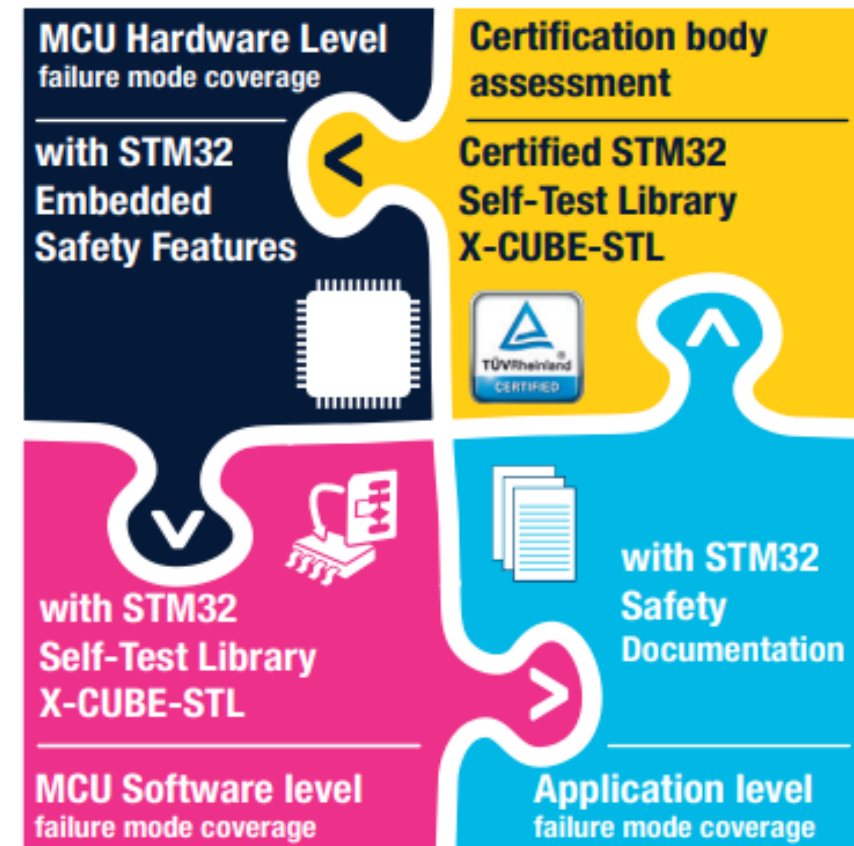 MCU Hardware Level
failure mode coverage
with STM32
Embedded
Safety Features
Certification body
assessment
Certified STM32
Self-Test Library
X-CUBE-STL
TÜVRheinland®
CERTIFIED
with STM32
Self-Test Library
X-CUBE-STL
MCU Software level
failure mode coverage
with STM32
Safety
Documentation
Application level
failure mode coverage